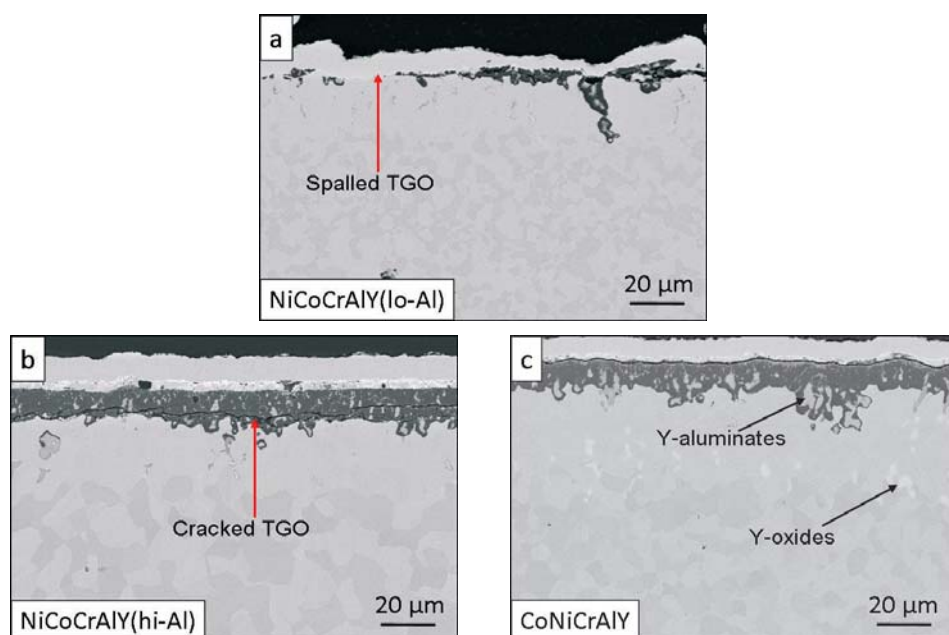 a
Spalled TGO
20 µm
NiCoCrAlY(lo-Al)
b
Cracked TGO
20 µm
NiCoCrAlY(hi-Al)
c
Y-aluminates
Y-oxides
20 µm
CoNiCrAlY